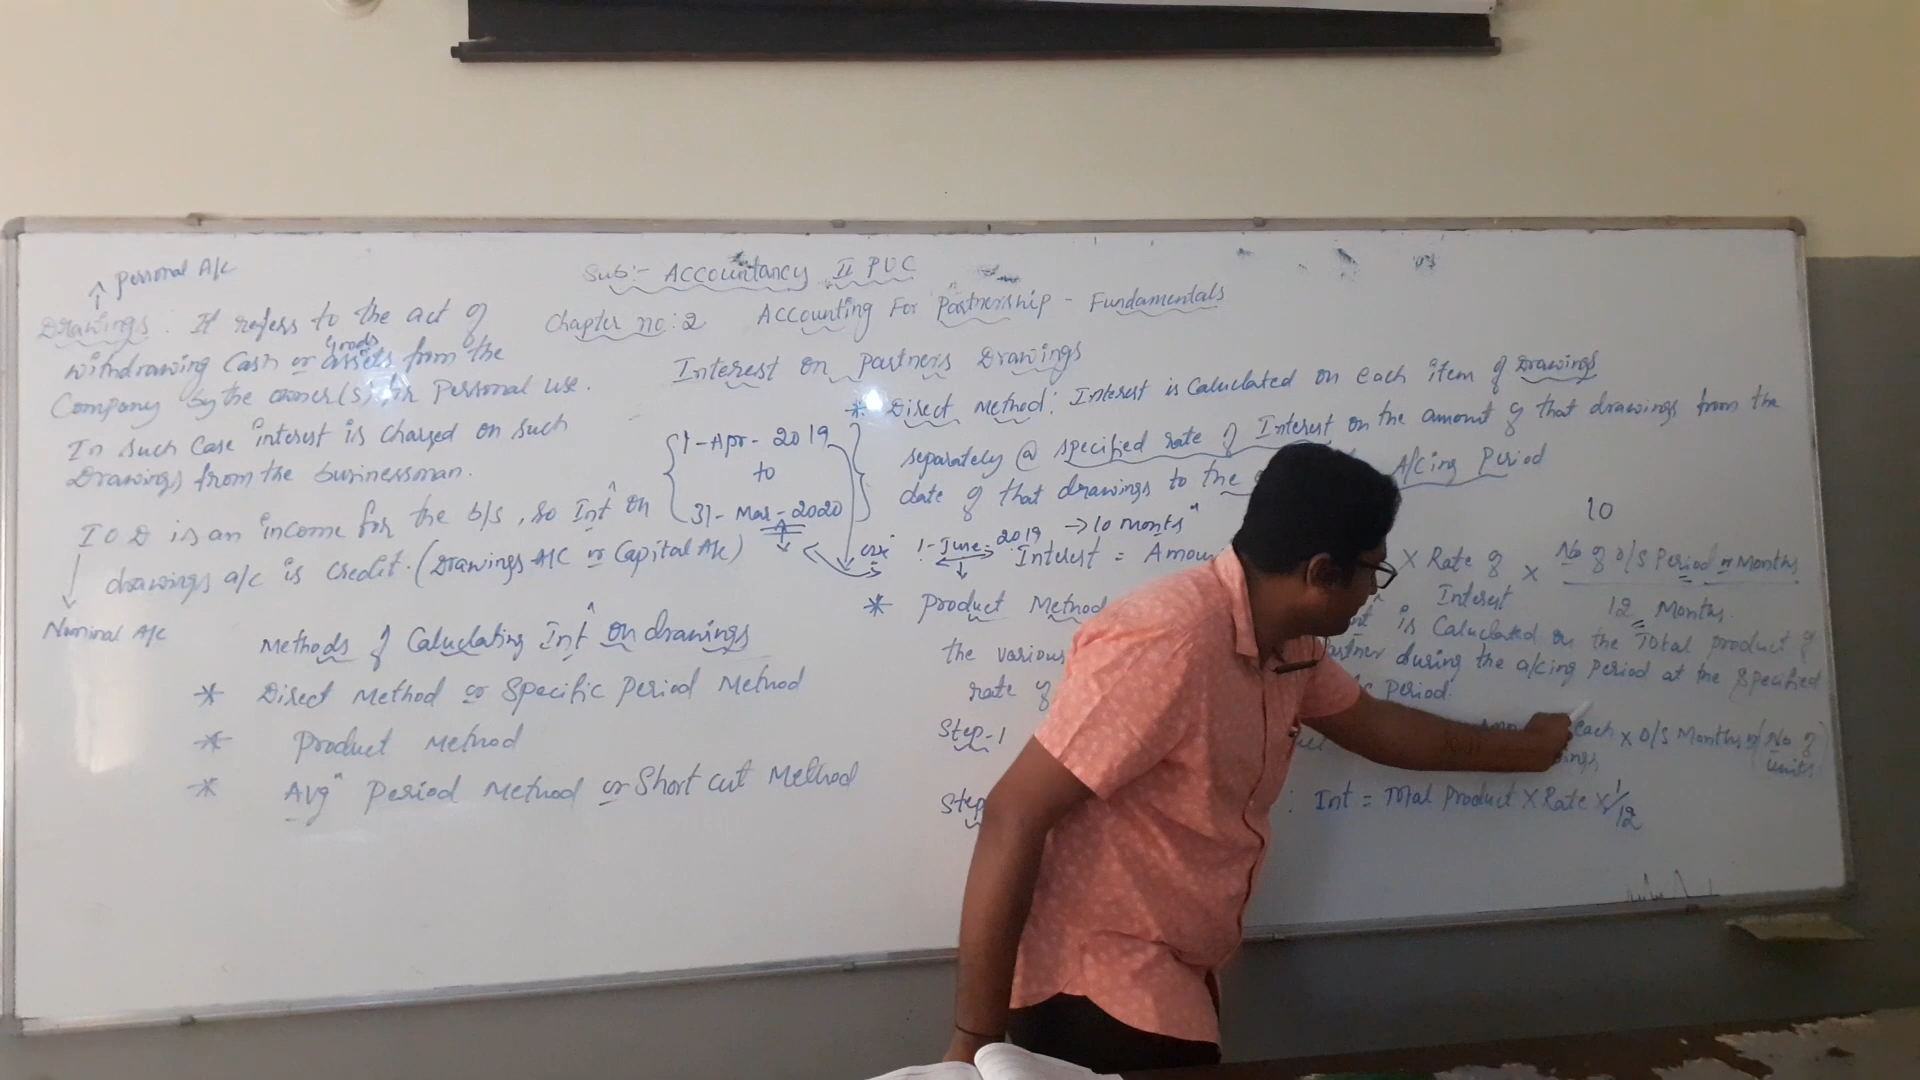 Sub:- Accountancy II PUC
Chapter no:2 Accounting For Partnership - Fundamentals
Personal A/c
Drawings: It refers to the act of
withdrawing Cash or assets from the
goods
Company by the owner(s) for Personal use.
In such Case interest is charged on such
Drawings from the businessman.
I O D is an income for the b/s, so Int on
drawings a/c is credit. (Drawings A/C or Capital A/c)
Nominal A/c
Methods of Caluclating Int on drawings
* Direct Method or Specific Period Method
* Product Method
* Avg Period Method or Short cut Method
Interest on Partners Drawings
* Direct Method: Interest is Caluclated on each item of Drawings
separately @ specified rate of Interest on the amount of that drawings from the
date of that drawings to the A/cing Period
1-Apr-2019
to
31-Mar-2020
1-June-2019 → 10 months
10
Interest = Amou × Rate of Interest × No of O/S Period or Months
12 Months.
* Product Method is Caluclated on the Total product of
the various Partner during the a/cing Period at the specified
rate of Period.
Step-1 each × O/S Months or (No of units)
Step : Int = Total Product × Rate × 1/12